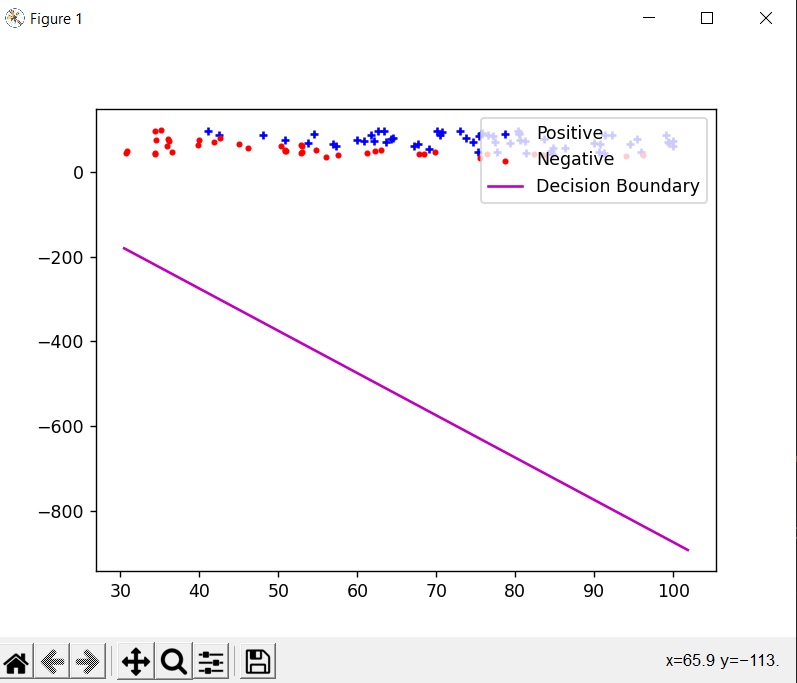 Figure 1
Positive
Negative
Decision Boundary
0
−200
−400
−600
−800
30 40 50 60 70 80 90 100
x=65.9 y=−113.